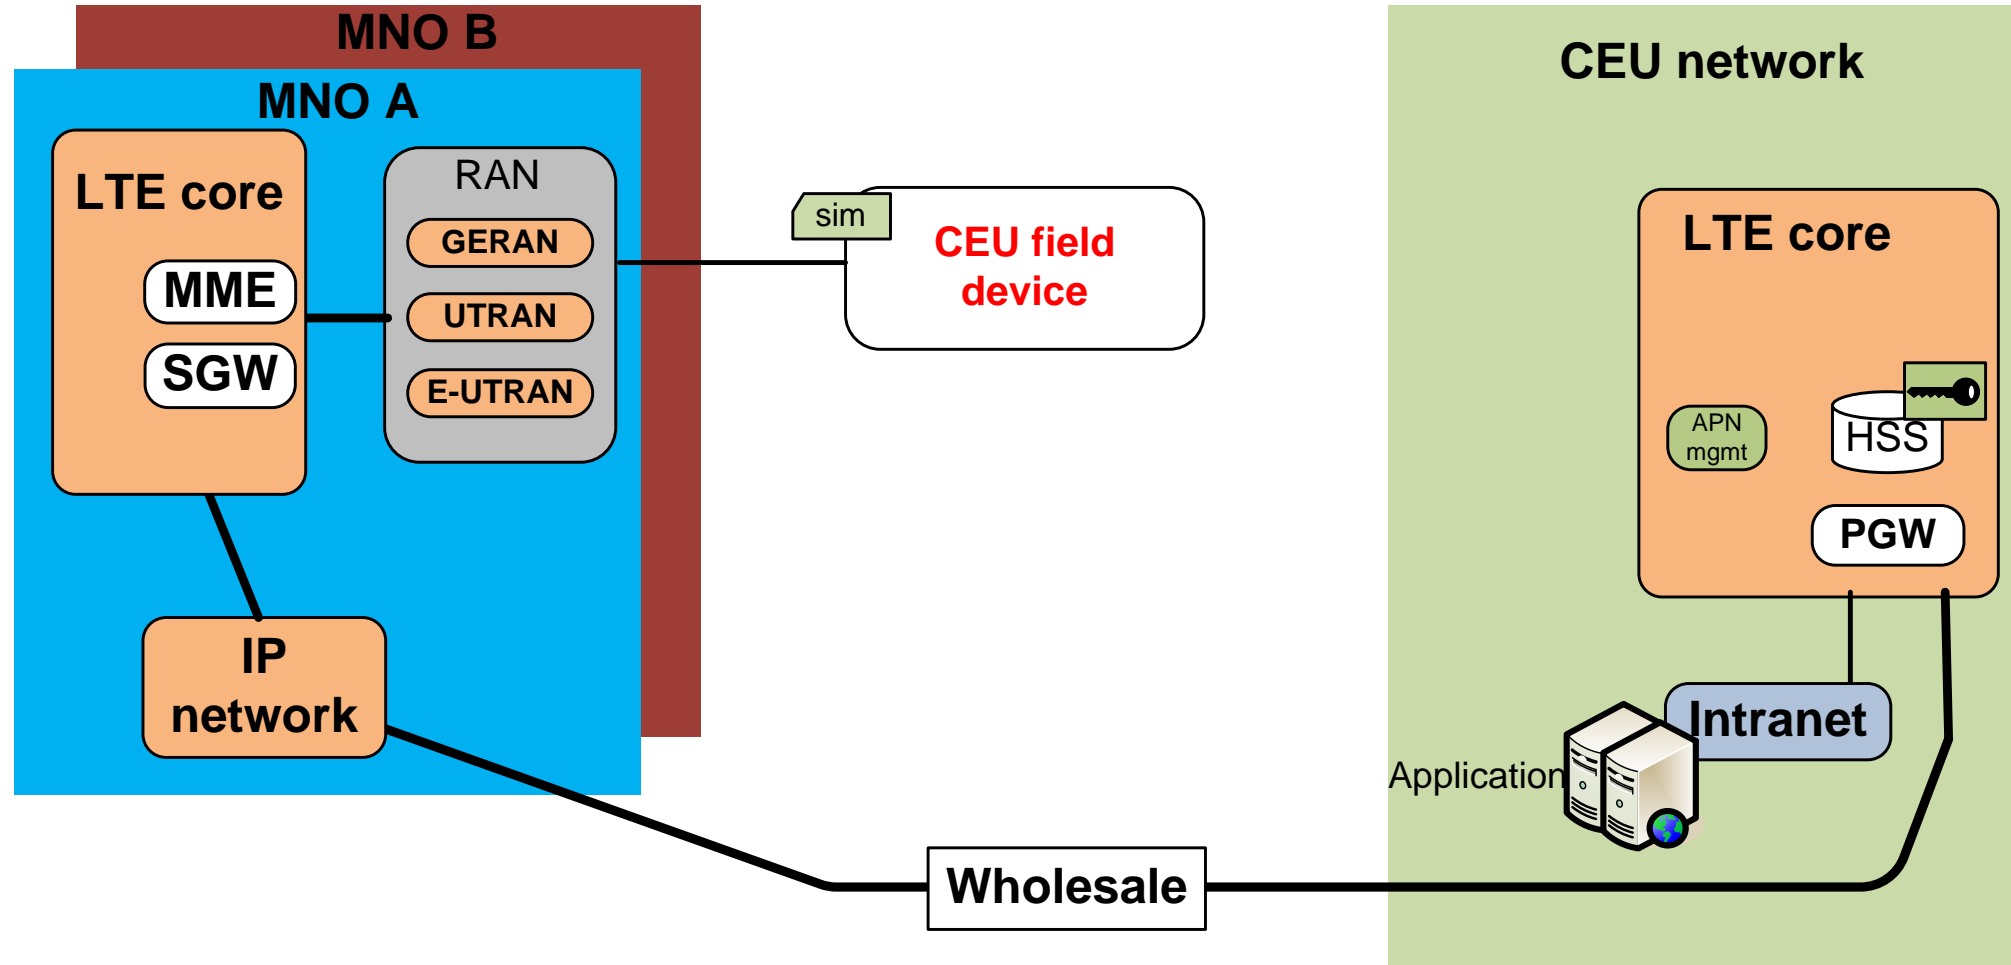 MNO B
MNO A
LTE core
MME
SGW
RAN
GERAN
UTRAN
E-UTRAN
IP
network
sim
CEU field
device
Wholesale
CEU network
LTE core
APN
mgmt
HSS
PGW
Intranet
Application